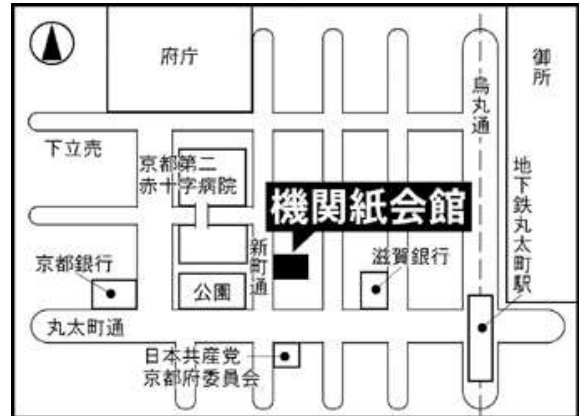 府庁
御所
烏丸通
下立売
京都第二
赤十字病院
地下鉄丸太町駅
機関紙会館
新町通
滋賀銀行
京都銀行
公園
丸太町通
日本共産党
京都府委員会